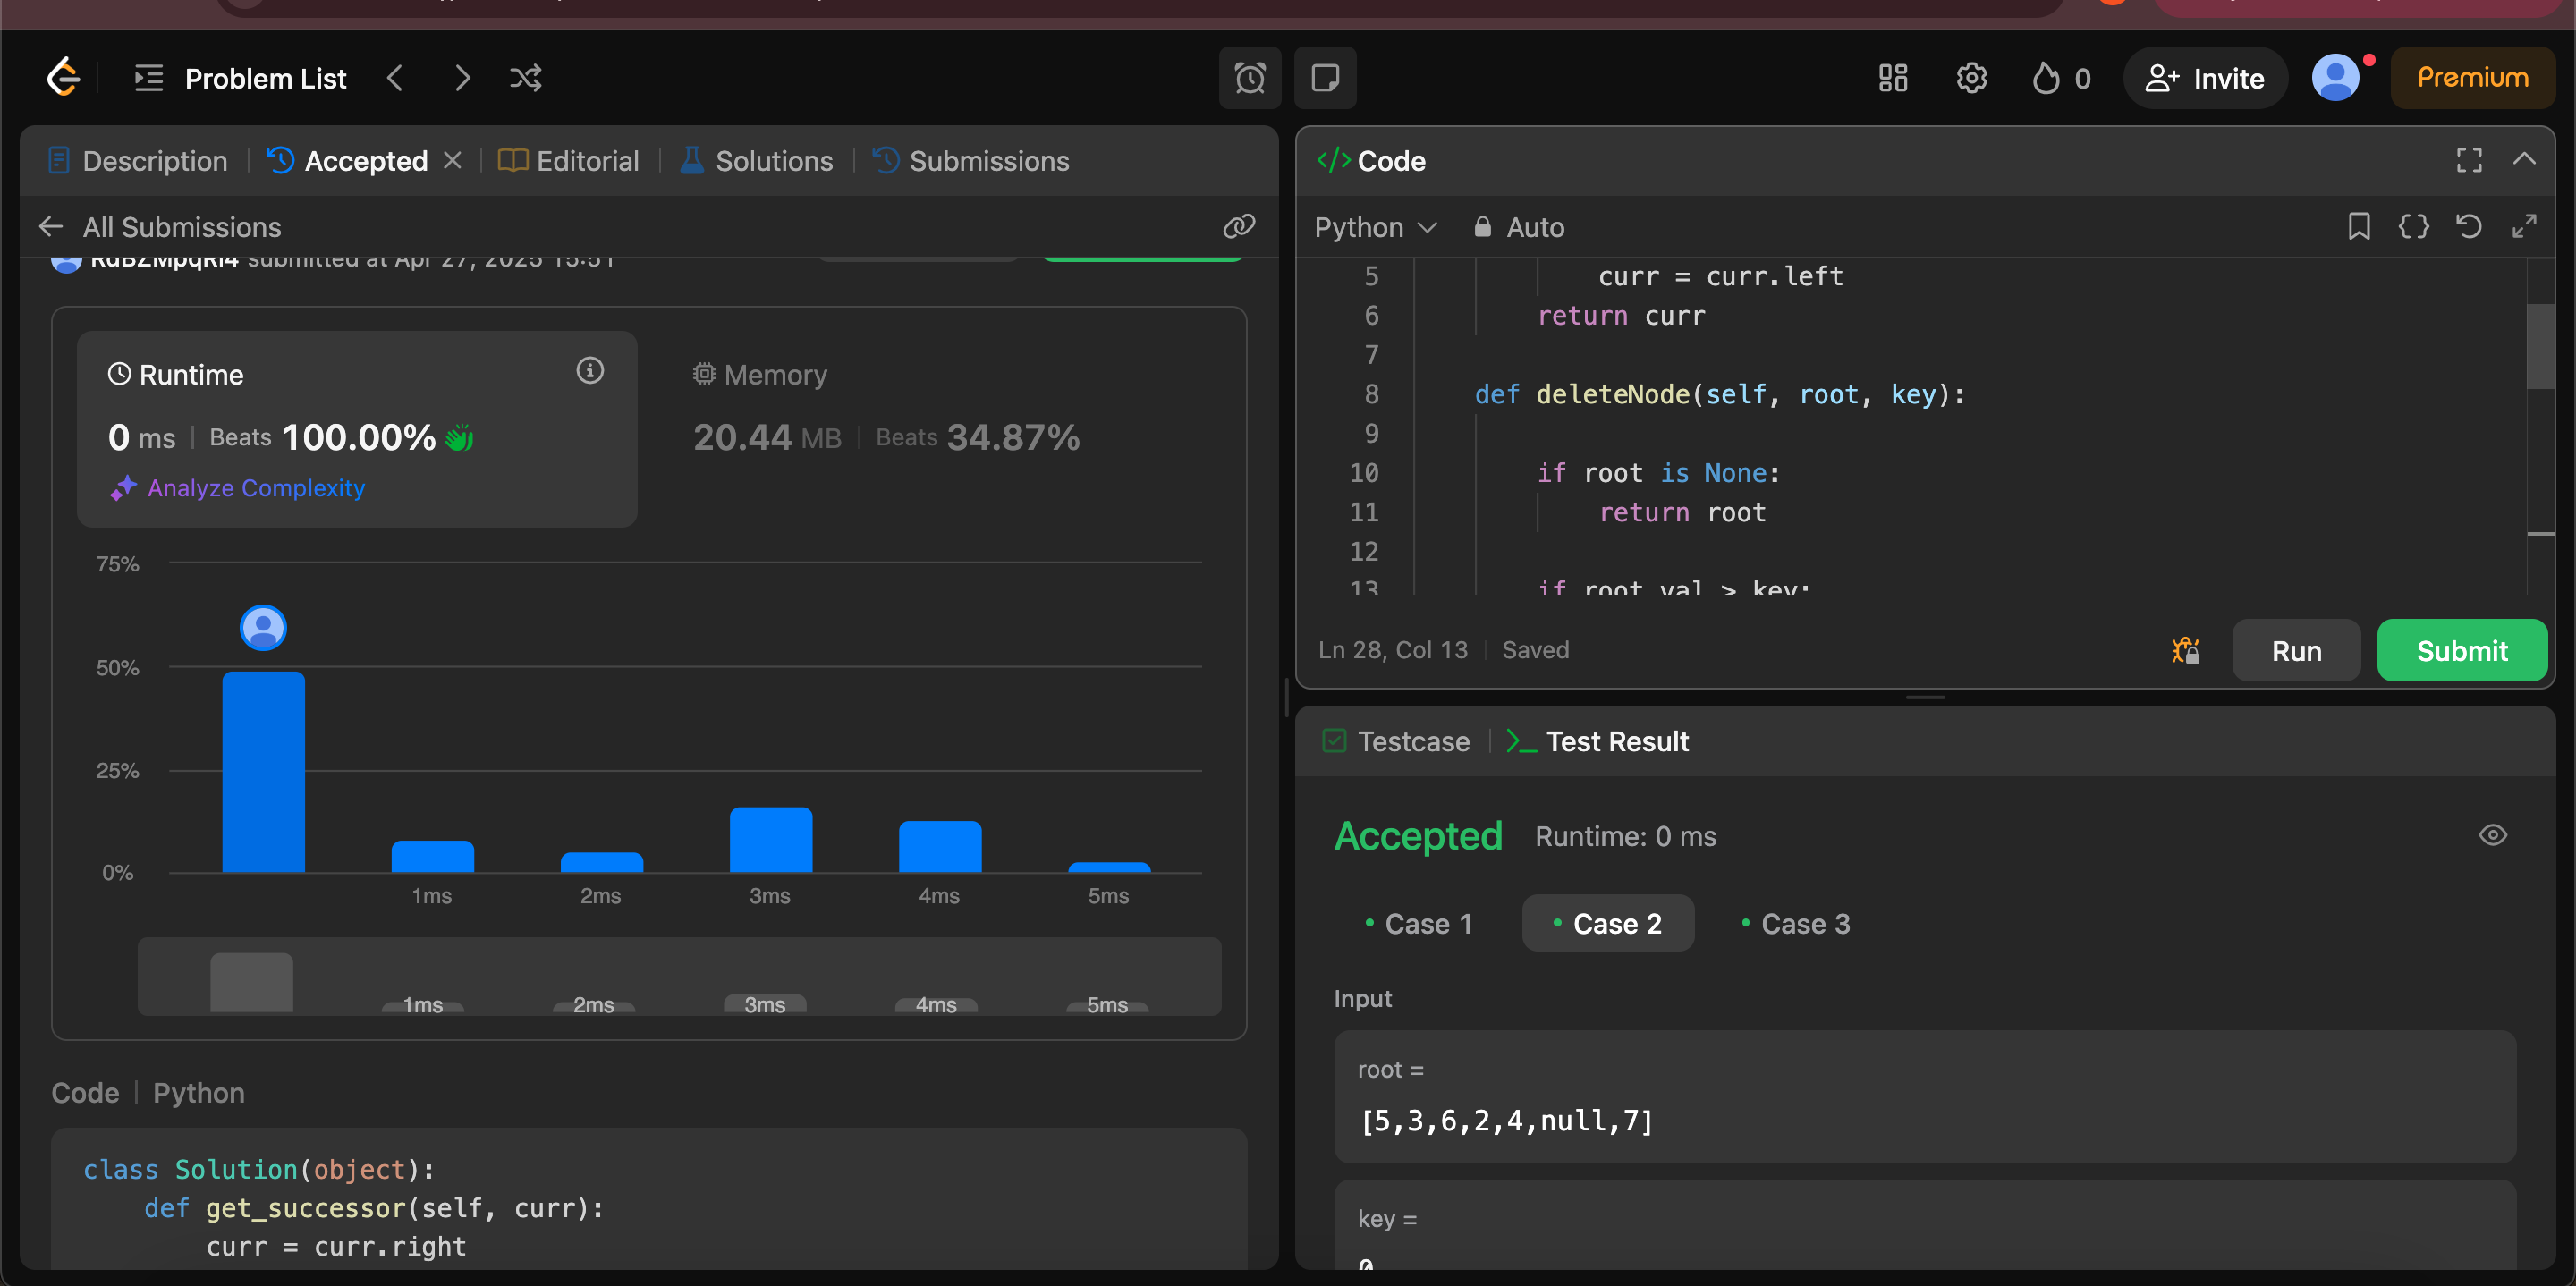 Problem List
0
Invite
Premium
Description
Accepted
Editorial
Solutions
Submissions
All Submissions
RdBZMpqRl4 submitted at Apr 27, 2025 15:51
Runtime
0 ms
Beats 100.00%
Analyze Complexity
Memory
20.44 MB
Beats 34.87%
75%
50%
25%
0%
1ms
2ms
3ms
4ms
5ms
1ms
2ms
3ms
4ms
5ms
Code
Python
class Solution(object):
def get_successor(self, curr):
curr = curr.right
</> Code
Python
Auto
5 curr = curr.left
6 return curr
7
8 def deleteNode(self, root, key):
9
10 if root is None:
11 return root
12
13 if root.val > key:
Ln 28, Col 13
Saved
Run
Submit
Testcase
Test Result
Accepted
Runtime: 0 ms
Case 1
Case 2
Case 3
Input
root =
[5,3,6,2,4,null,7]
key =
0